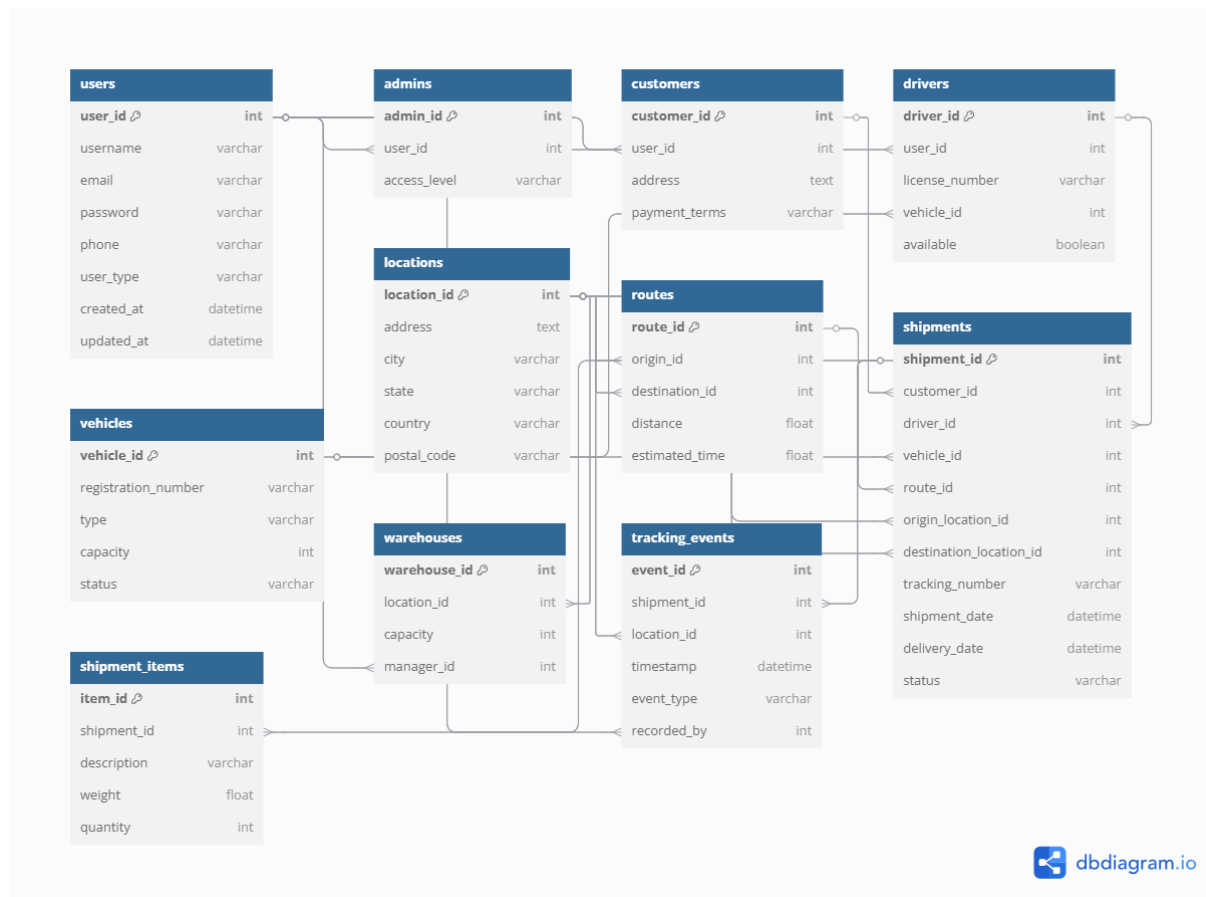 users
user_id int
username varchar
email varchar
password varchar
phone varchar
user_type varchar
created_at datetime
updated_at datetime
admins
admin_id int
user_id int
access_level varchar
customers
customer_id int
user_id int
address text
payment_terms varchar
drivers
driver_id int
user_id int
license_number varchar
vehicle_id int
available boolean
locations
location_id int
address text
city varchar
state varchar
country varchar
postal_code varchar
routes
route_id int
origin_id int
destination_id int
distance float
estimated_time float
shipments
shipment_id int
customer_id int
driver_id int
vehicle_id int
route_id int
origin_location_id int
destination_location_id int
tracking_number varchar
shipment_date datetime
delivery_date datetime
status varchar
vehicles
vehicle_id int
registration_number varchar
type varchar
capacity int
status varchar
warehouses
warehouse_id int
location_id int
capacity int
manager_id int
tracking_events
event_id int
shipment_id int
location_id int
timestamp datetime
event_type varchar
recorded_by int
shipment_items
item_id int
shipment_id int
description varchar
weight float
quantity int
dbdiagram.io